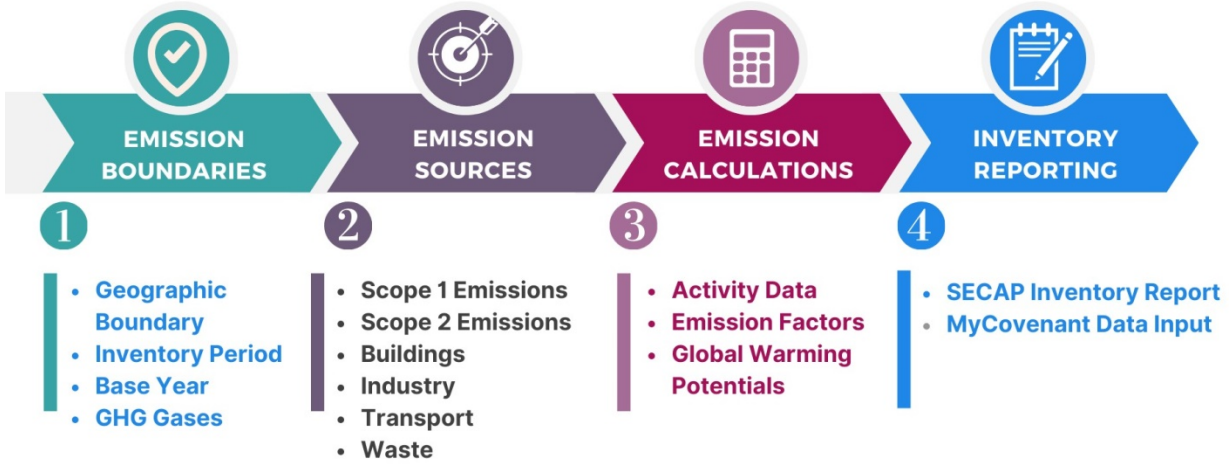 EMISSION
BOUNDARIES
EMISSION
SOURCES
EMISSION
CALCULATIONS
INVENTORY
REPORTING
1
• Geographic
Boundary
• Inventory Period
• Base Year
• GHG Gases
2
• Scope 1 Emissions
• Scope 2 Emissions
• Buildings
• Industry
• Transport
• Waste
3
• Activity Data
• Emission Factors
• Global Warming
Potentials
4
• SECAP Inventory Report
• MyCovenant Data Input